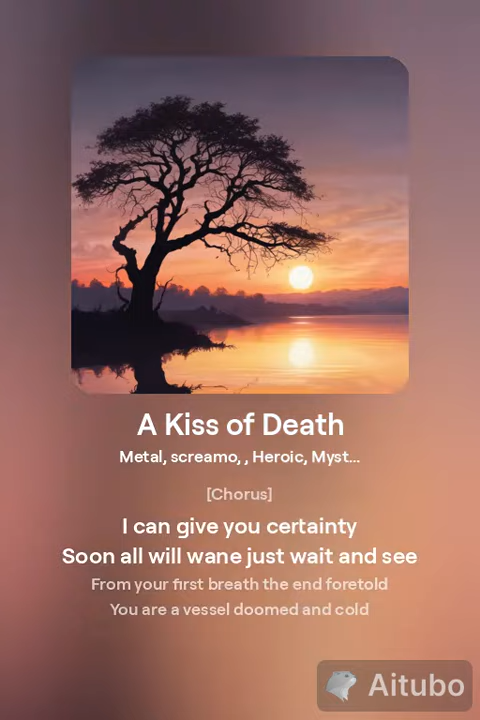 A Kiss of Death
Metal, screamo, , Heroic, Myst...
[Chorus]
I can give you certainty
Soon all will wane just wait and see
From your first breath the end foretold
You are a vessel doomed and cold
Aitubo